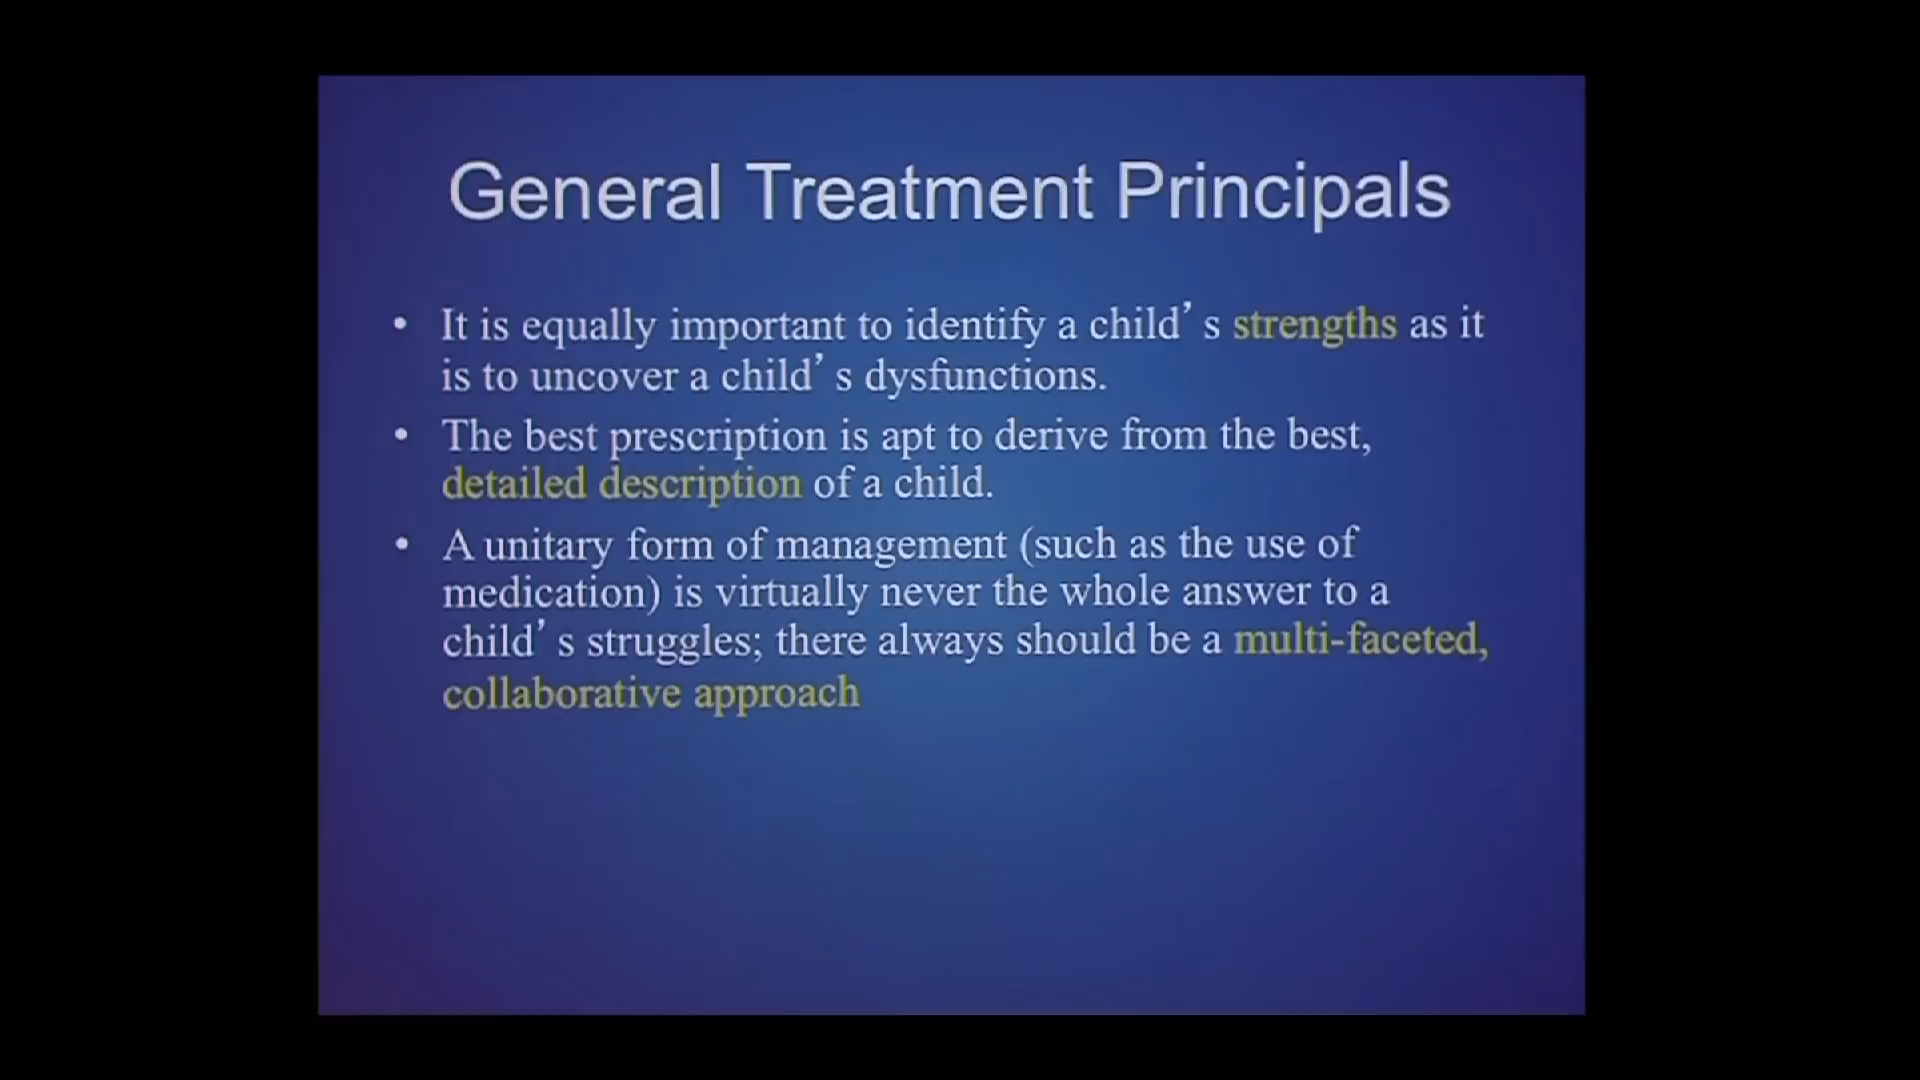 General Treatment Principals
• It is equally important to identify a child’s strengths as it
is to uncover a child’s dysfunctions.
• The best prescription is apt to derive from the best,
detailed description of a child.
• A unitary form of management (such as the use of
medication) is virtually never the whole answer to a
child’s struggles; there always should be a multi-faceted,
collaborative approach